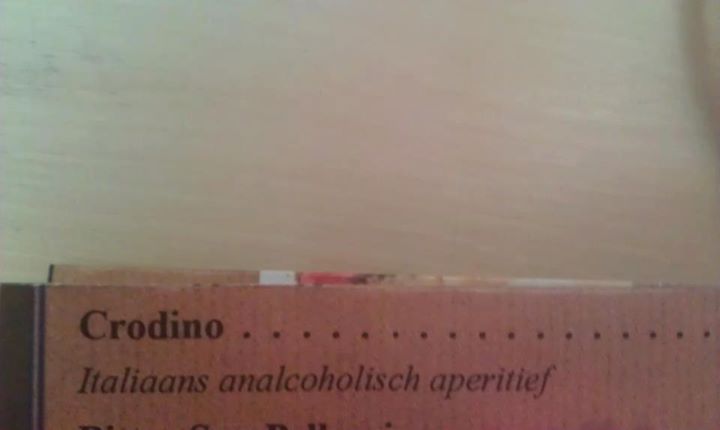 Crodino . . . . . . . . . . . . . . . .
Italiaans analcoholisch aperitief